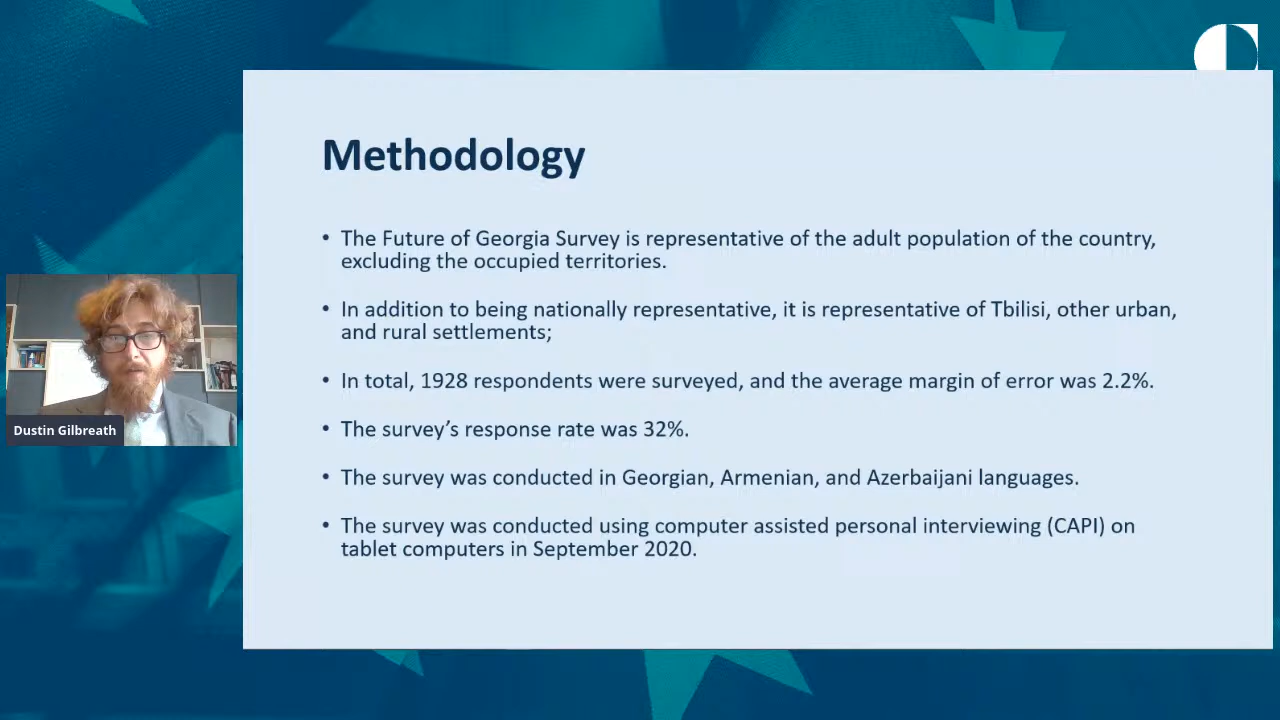 Methodology
• The Future of Georgia Survey is representative of the adult population of the country,
excluding the occupied territories.
• In addition to being nationally representative, it is representative of Tbilisi, other urban,
and rural settlements;
• In total, 1928 respondents were surveyed, and the average margin of error was 2.2%.
• The survey’s response rate was 32%.
• The survey was conducted in Georgian, Armenian, and Azerbaijani languages.
• The survey was conducted using computer assisted personal interviewing (CAPI) on
tablet computers in September 2020.
Dustin Gilbreath